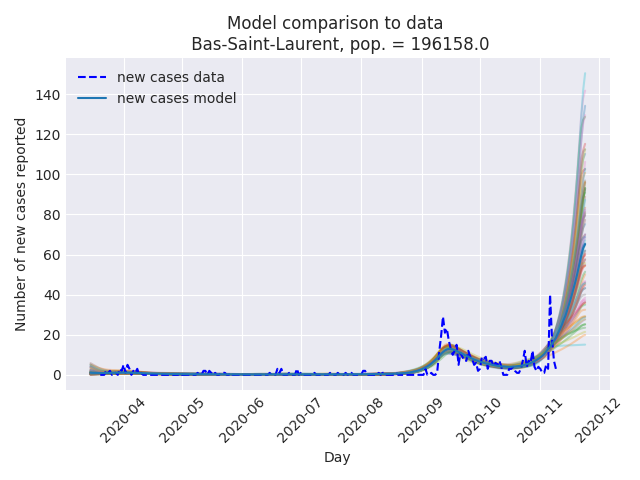 Model comparison to data
Bas-Saint-Laurent, pop. = 196158.0
new cases data
new cases model
Number of new cases reported
140
120
100
80
60
40
20
0
2020-04
2020-05
2020-06
2020-07
2020-08
2020-09
2020-10
2020-11
2020-12
Day